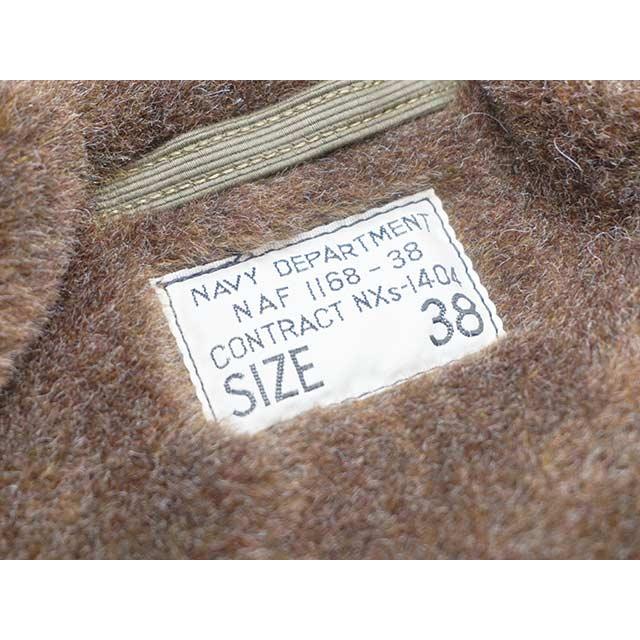 NAVY DEPARTMENT
NAF 1168-38
CONTRACT NXs-1404
SIZE 38